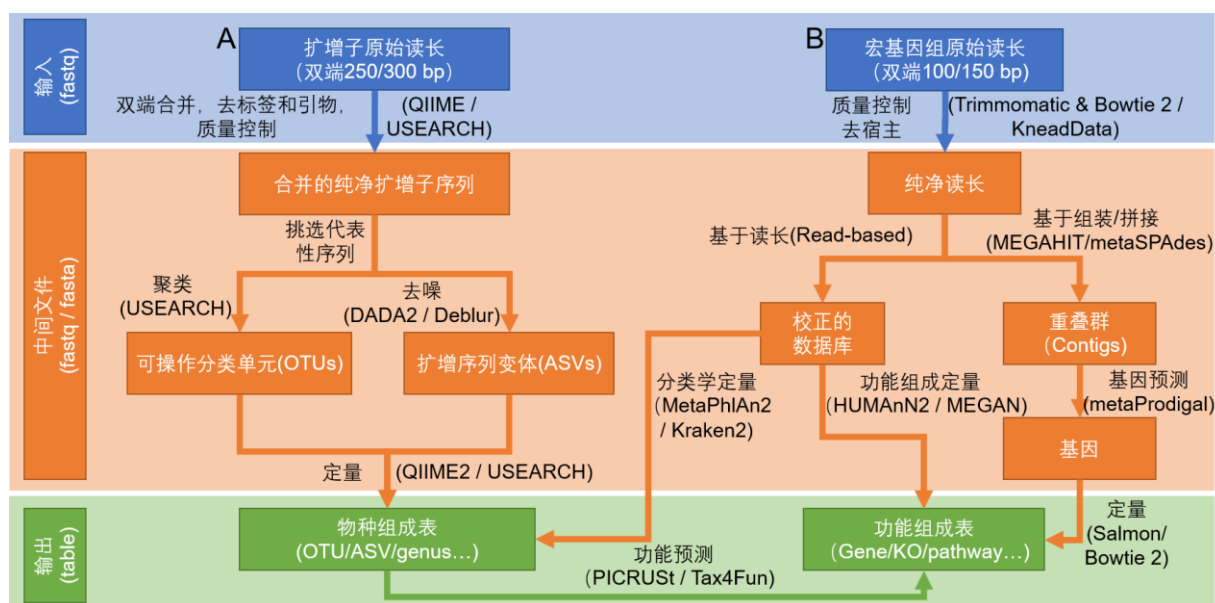 输入
(fastq)
A
扩增子原始读长
（双端250/300 bp）
双端合并，去标签和引物，
质量控制
(QIIME /
USEARCH)
B
宏基因组原始读长
（双端100/150 bp)
质量控制
去宿主
(Trimmomatic & Bowtie 2 /
KneadData)
中间文件
(fastq / fasta)
合并的纯净扩增子序列
挑选代表
性序列
聚类
(USEARCH)
去噪
(DADA2 / Deblur)
可操作分类单元(OTUs)
扩增序列变体(ASVs)
定量
(QIIME2 / USEARCH)
纯净读长
基于读长(Read-based)
基于组装/拼接
(MEGAHIT/metaSPAdes)
校正的
数据库
重叠群
（Contigs)
分类学定量
(MetaPhlAn2
/ Kraken2)
功能组成定量
(HUMAnN2 / MEGAN)
基因预测
(metaProdigal)
基因
输出
(table)
物种组成表
(OTU/ASV/genus…)
功能预测
(PICRUSt / Tax4Fun)
功能组成表
(Gene/KO/pathway…)
定量
(Salmon/
Bowtie 2)